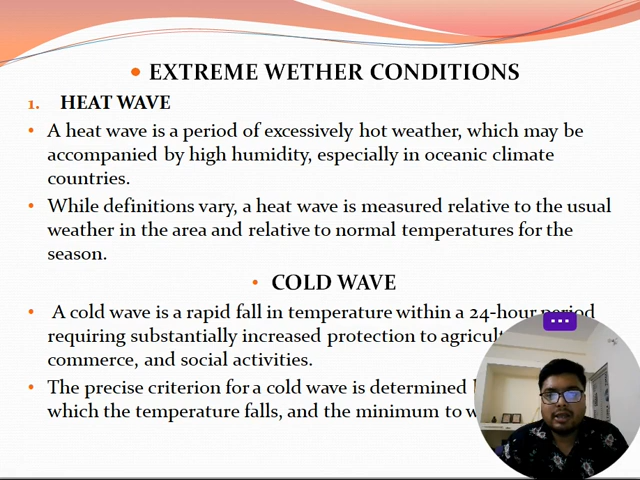 • EXTREME WETHER CONDITIONS
1. HEAT WAVE
• A heat wave is a period of excessively hot weather, which may be
accompanied by high humidity, especially in oceanic climate
countries.
• While definitions vary, a heat wave is measured relative to the usual
weather in the area and relative to normal temperatures for the
season.
• COLD WAVE
• A cold wave is a rapid fall in temperature within a 24-hour period
requiring substantially increased protection to
commerce, and social activities.
• The precise criterion for a cold wave is determined
which the temperature falls, and the minimum to